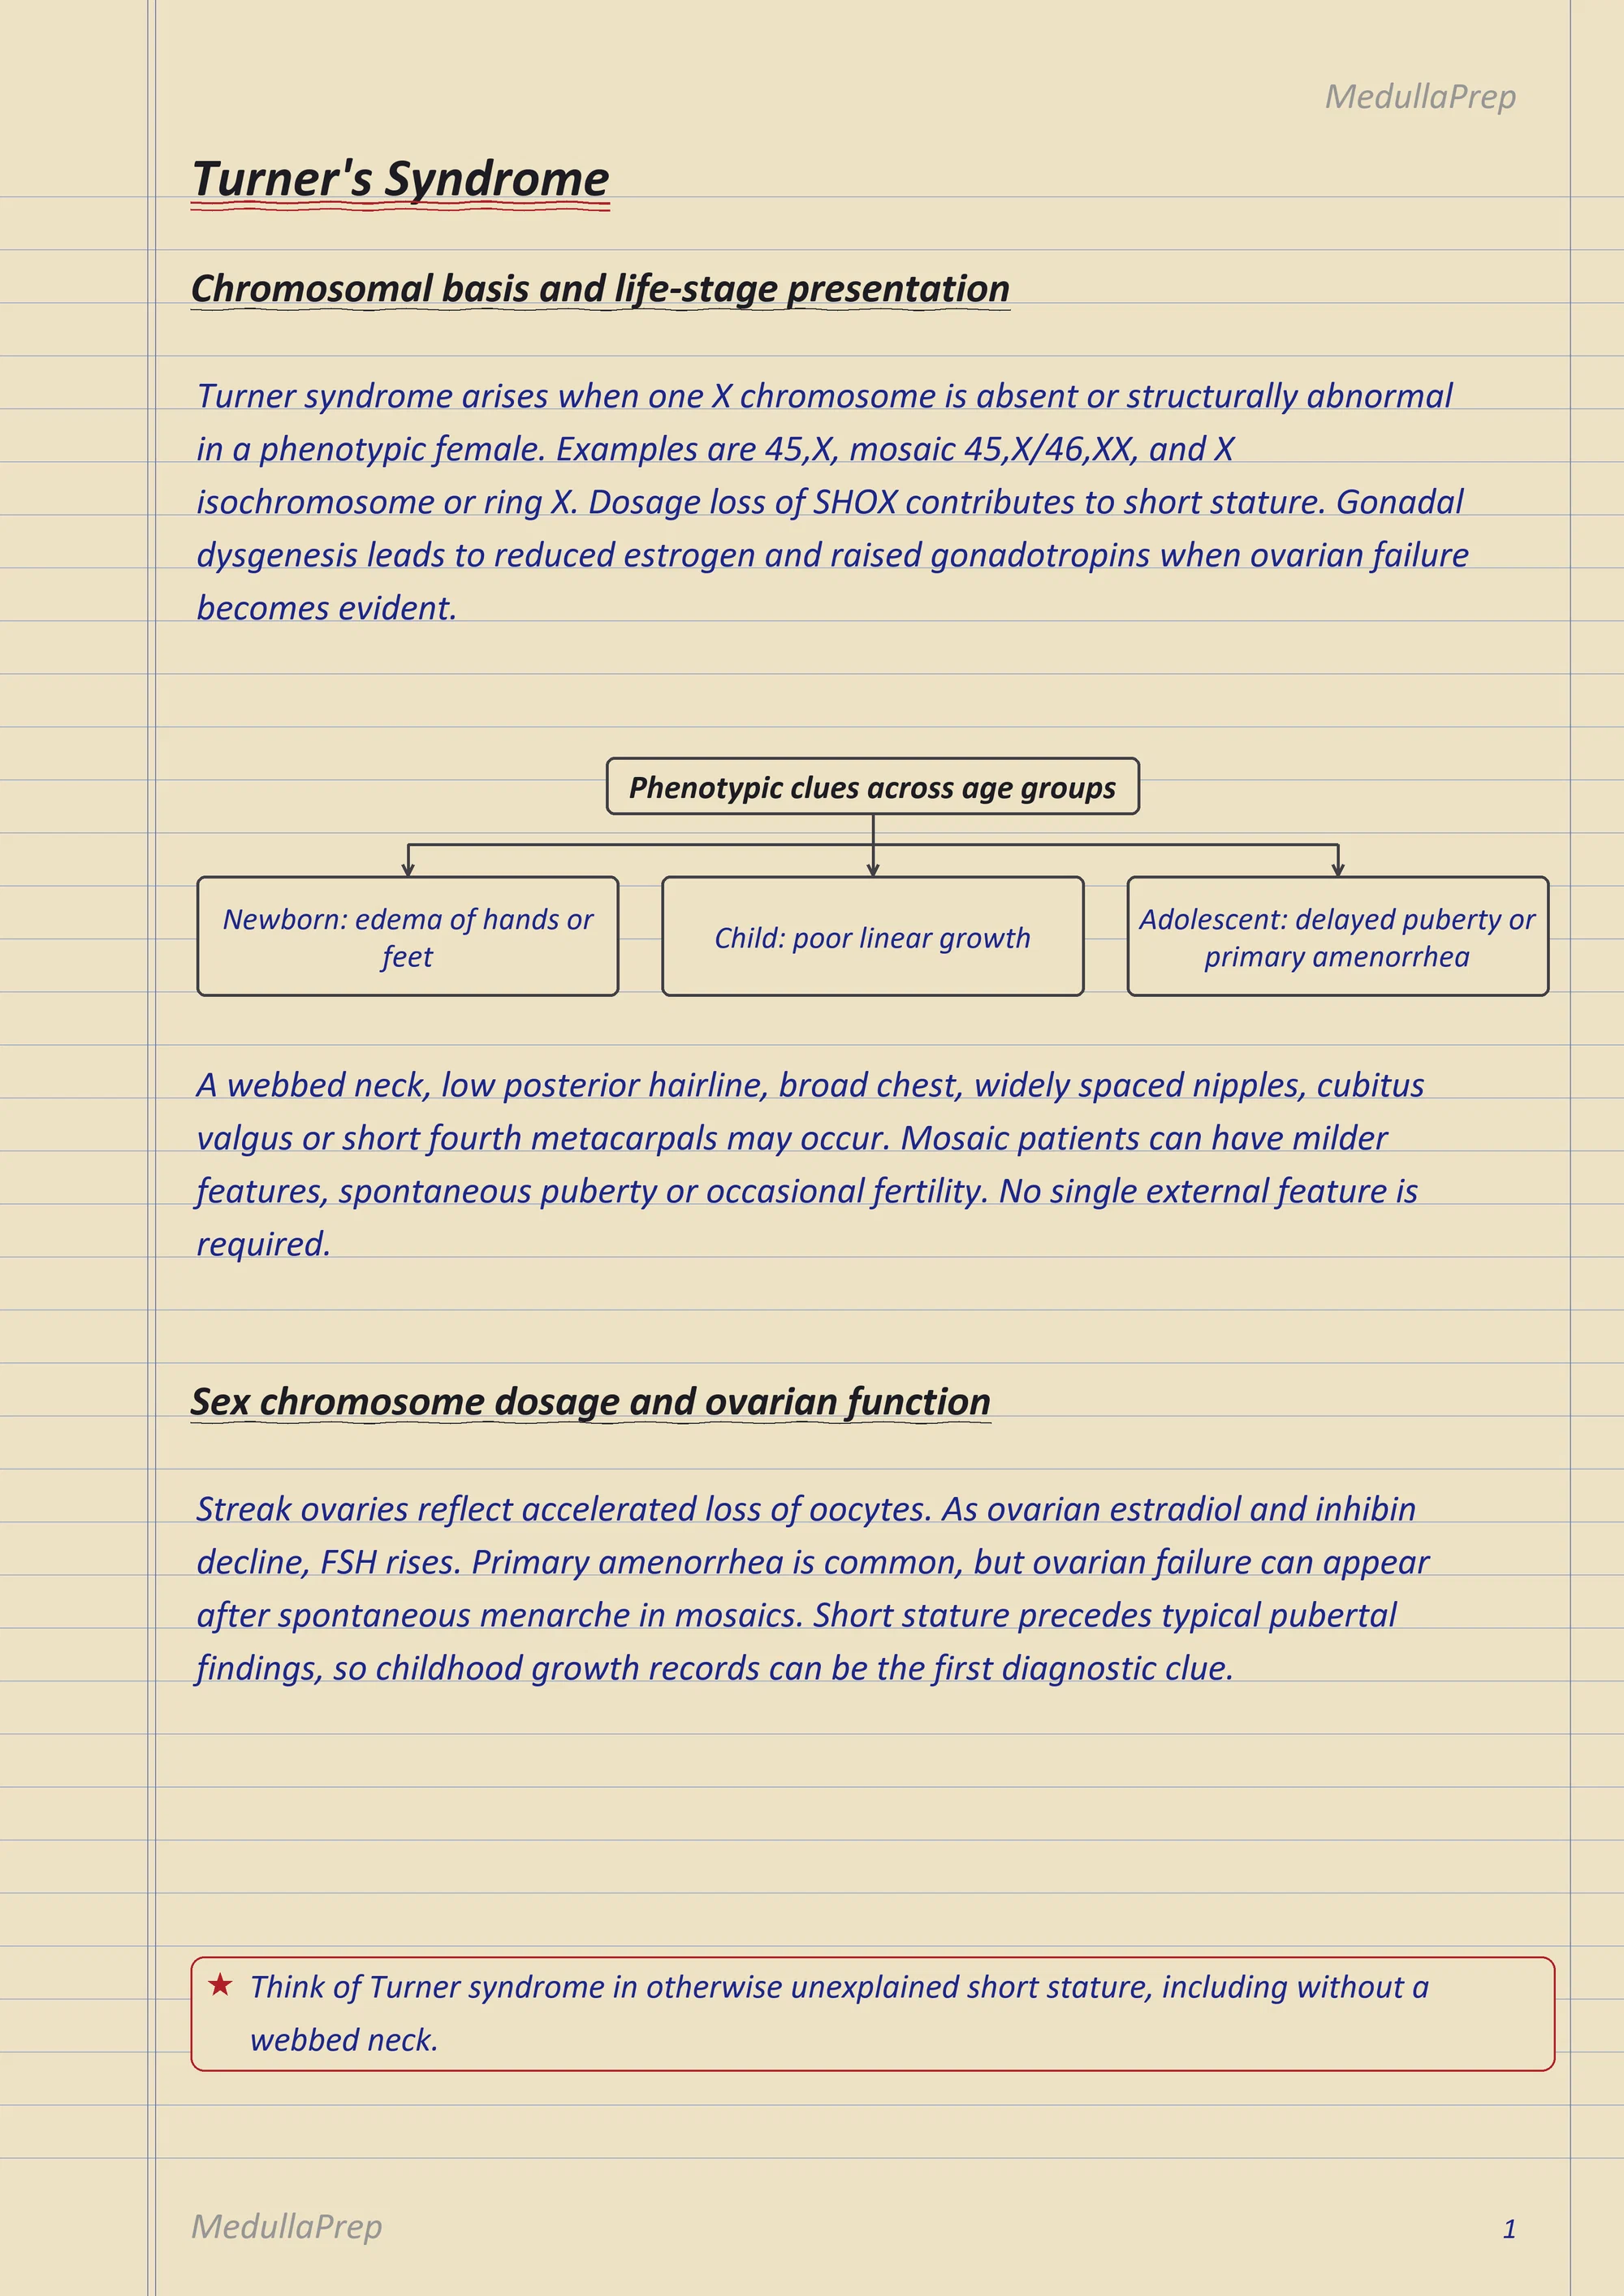 MedullaPrep
Turner's Syndrome
Chromosomal basis and life-stage presentation
Turner syndrome arises when one X chromosome is absent or structurally abnormal
in a phenotypic female. Examples are 45,X, mosaic 45,X/46,XX, and X
isochromosome or ring X. Dosage loss of SHOX contributes to short stature. Gonadal
dysgenesis leads to reduced estrogen and raised gonadotropins when ovarian failure
becomes evident.
Phenotypic clues across age groups
Newborn: edema of hands or
feet
Child: poor linear growth
Adolescent: delayed puberty or
primary amenorrhea
A webbed neck, low posterior hairline, broad chest, widely spaced nipples, cubitus
valgus or short fourth metacarpals may occur. Mosaic patients can have milder
features, spontaneous puberty or occasional fertility. No single external feature is
required.
Sex chromosome dosage and ovarian function
Streak ovaries reflect accelerated loss of oocytes. As ovarian estradiol and inhibin
decline, FSH rises. Primary amenorrhea is common, but ovarian failure can appear
after spontaneous menarche in mosaics. Short stature precedes typical pubertal
findings, so childhood growth records can be the first diagnostic clue.
★ Think of Turner syndrome in otherwise unexplained short stature, including without a
webbed neck.
MedullaPrep
1